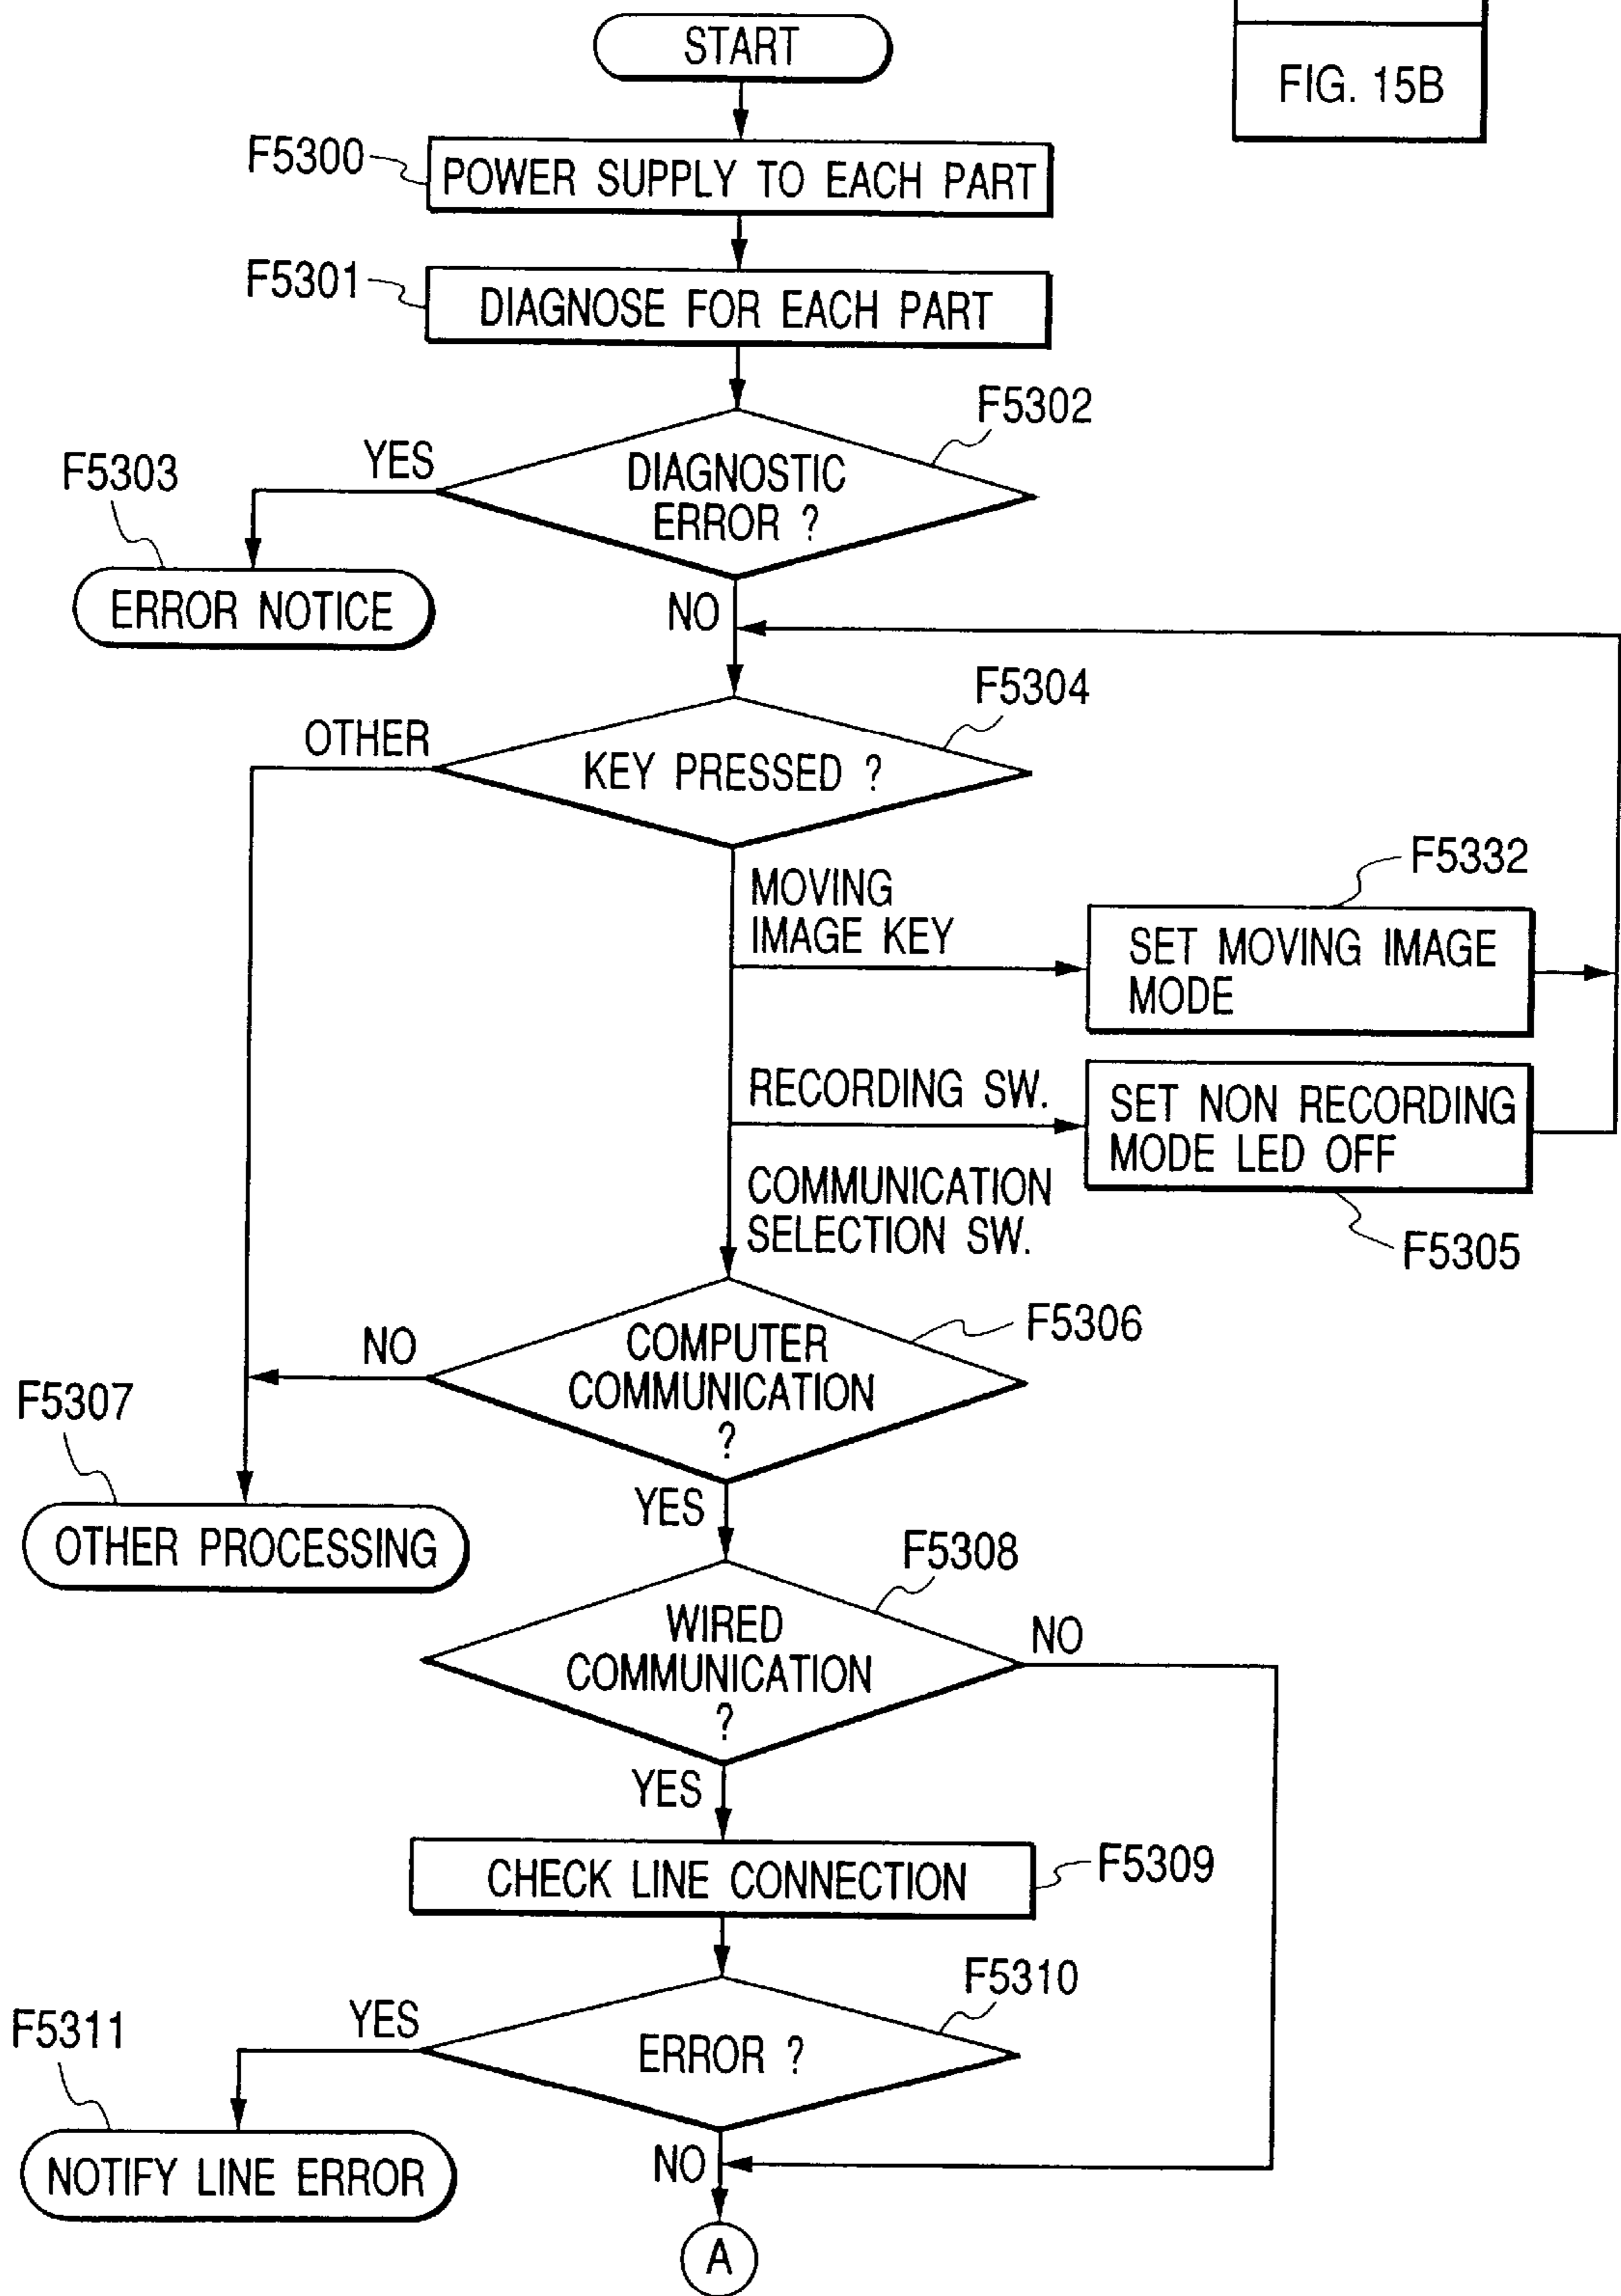 START
FIG. 15B
F5300
POWER SUPPLY TO EACH PART
F5301
DIAGNOSE FOR EACH PART
F5302
YES
DIAGNOSTIC
ERROR ?
F5303
ERROR NOTICE
NO
F5304
OTHER
KEY PRESSED ?
MOVING
IMAGE KEY
F5332
SET MOVING IMAGE
MODE
RECORDING SW.
SET NON RECORDING
MODE LED OFF
F5305
COMMUNICATION
SELECTION SW.
F5306
NO
COMPUTER
COMMUNICATION
?
F5307
OTHER PROCESSING
YES
F5308
WIRED
COMMUNICATION
?
NO
YES
CHECK LINE CONNECTION
F5309
F5310
YES
ERROR ?
F5311
NOTIFY LINE ERROR
NO
A